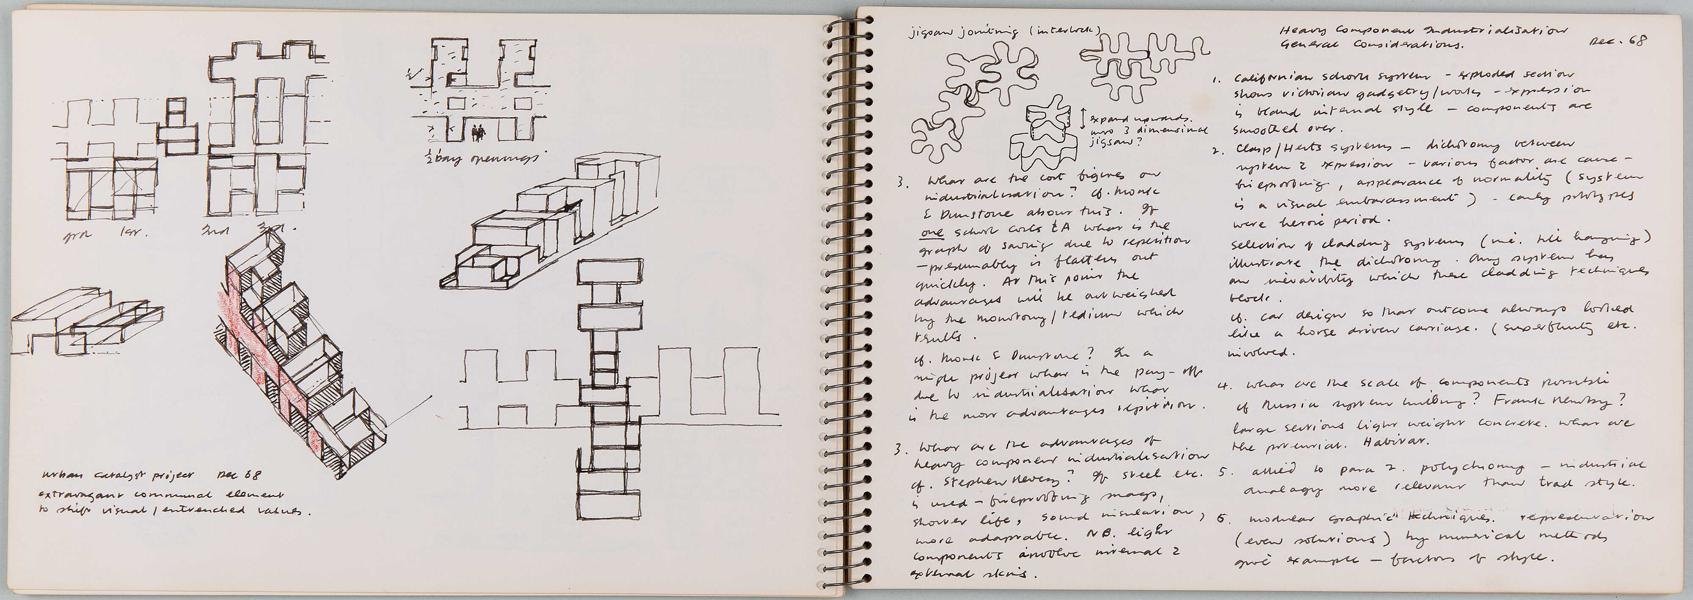 ½ bay openings
grd 1st. 2nd 3rd.
urban catalyst project Dec 68
extravagant communal element
to shift visual/entrenched values.
jigsaw jointing (interlock)
expand upwards.
into 3 dimensional
jigsaw?
3. What are the cost figures on
industrialisation? cf. Monk
& Dunstone about this. If
one school costs £A what is the
graph of saving due to repetition
- presumably it flattens out
quickly. At this point the
advantages will be outweighed
by the monotony/tedium which
results.
cf. Monk & Dunstone? In a
single project what is the pay-off
due to industrialisation what
is the most advantageous repetition.
3. What are the advantages of
heavy component industrialisation
cf. Stephen ? If steel etc.
is used - fireproofing snags,
shorter life, sound insulation,
more adaptable. NB. light
components involve internal &
external skins.
Heavy Component Industrialisation
General Considerations. Dec. 68
1. Californian schools system - exploded section
shows victorian gadgetry/works - expression
is bland internal style - components are
smoothed over.
2. Clasp/Herts systems - dichotomy between
system & expression - various factors are cause -
fireproofing, appearance of normality (system
is a visual embarassment") - early prototypes
were heroic period.
selection of cladding systems (inc. tile hanging)
illustrate the dichotomy. Any system has
an inevitability which these cladding techniques
block.
cf. car design so that outcome always looked
like a horse driven carriage. (superfluity etc.
involved.
4. what are the scale of components possible
cf Russia system building? Frank Newby?
large sections light weight concrete. what are
the potential. Habitat.
5. allied to para 2. polychromy - industrial
analogy more relevant than trad style.
6. modular graphic techniques. representation
(even solutions) by numerical methods
give example - factors of style.